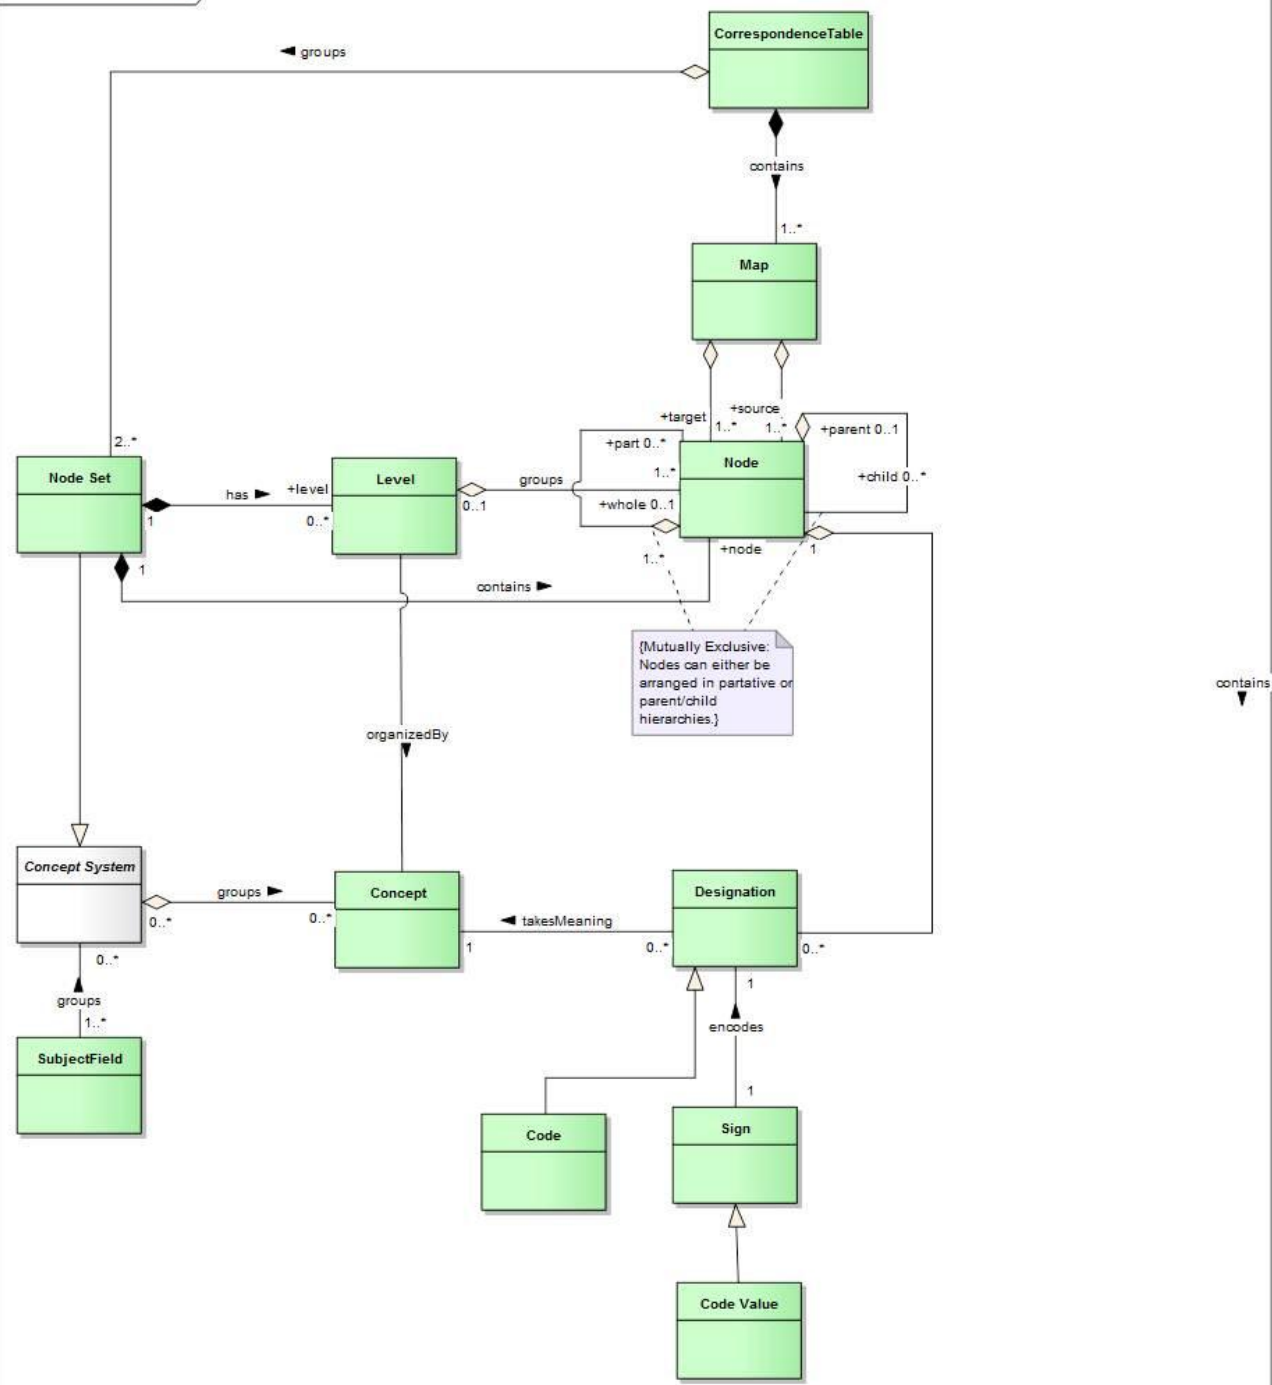 CorrespondenceTable
groups
contains
1..*
Map
+target
+source
1..*
1..*
+part 0..*
+parent 0..1
2..*
Node Set
Level
Node
1..*
+child 0..*
groups
has
+level
0..1
+whole 0..1
1
0..*
+node
1
1..*
1
contains
{Mutually Exclusive:
Nodes can either be
arranged in partative or
parent/child
hierarchies.}
contains
organizedBy
Concept System
groups
Concept
Designation
0..*
0..*
takesMeaning
1
0..*
0..*
0..*
groups
1..*
1
encodes
SubjectField
1
Code
Sign
Code Value